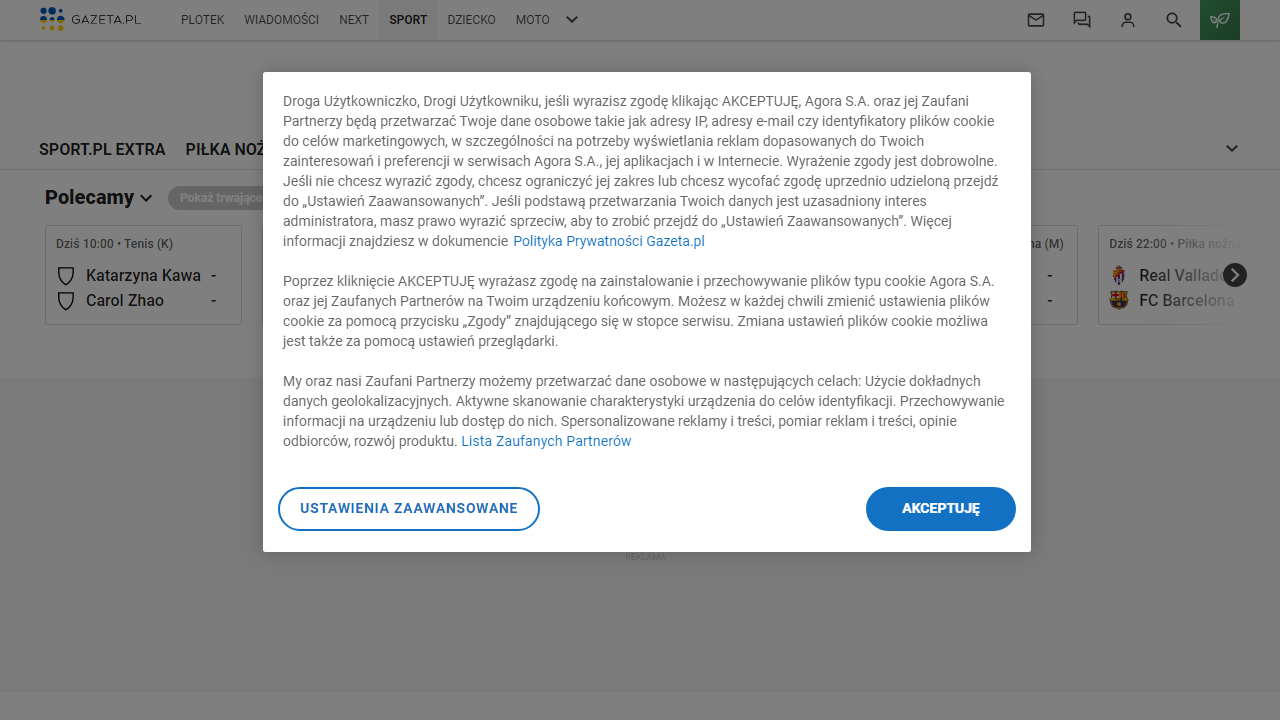 GAZETA.PL PLOTEK WIADOMOŚCI NEXT SPORT DZIECKO MOTO
SPORT.PL EXTRA PIŁKA NOŻ
Polecamy Pokaż trwające
Dziś 10:00 • Tenis (K)
Katarzyna Kawa -
Carol Zhao -
na (M)
-
-
Dziś 22:00 • Piłka nożna
Real Vallado
FC Barcelona
Droga Użytkowniczko, Drogi Użytkowniku, jeśli wyrazisz zgodę klikając AKCEPTUJĘ, Agora S.A. oraz jej Zaufani
Partnerzy będą przetwarzać Twoje dane osobowe takie jak adresy IP, adresy e-mail czy identyfikatory plików cookie
do celów marketingowych, w szczególności na potrzeby wyświetlania reklam dopasowanych do Twoich
zainteresowań i preferencji w serwisach Agora S.A., jej aplikacjach i w Internecie. Wyrażenie zgody jest dobrowolne.
Jeśli nie chcesz wyrazić zgody, chcesz ograniczyć jej zakres lub chcesz wycofać zgodę uprzednio udzieloną przejdź
do „Ustawień Zaawansowanych”. Jeśli podstawą przetwarzania Twoich danych jest uzasadniony interes
administratora, masz prawo wyrazić sprzeciw, aby to zrobić przejdź do „Ustawień Zaawansowanych”. Więcej
informacji znajdziesz w dokumencie Polityka Prywatności Gazeta.pl
Poprzez kliknięcie AKCEPTUJĘ wyrażasz zgodę na zainstalowanie i przechowywanie plików typu cookie Agora S.A.
oraz jej Zaufanych Partnerów na Twoim urządzeniu końcowym. Możesz w każdej chwili zmienić ustawienia plików
cookie za pomocą przycisku „Zgody” znajdującego się w stopce serwisu. Zmiana ustawień plików cookie możliwa
jest także za pomocą ustawień przeglądarki.
My oraz nasi Zaufani Partnerzy możemy przetwarzać dane osobowe w następujących celach: Użycie dokładnych
danych geolokalizacyjnych. Aktywne skanowanie charakterystyki urządzenia do celów identyfikacji. Przechowywanie
informacji na urządzeniu lub dostęp do nich. Spersonalizowane reklamy i treści, pomiar reklam i treści, opinie
odbiorców, rozwój produktu. Lista Zaufanych Partnerów
USTAWIENIA ZAAWANSOWANE AKCEPTUJĘ
REKLAMA